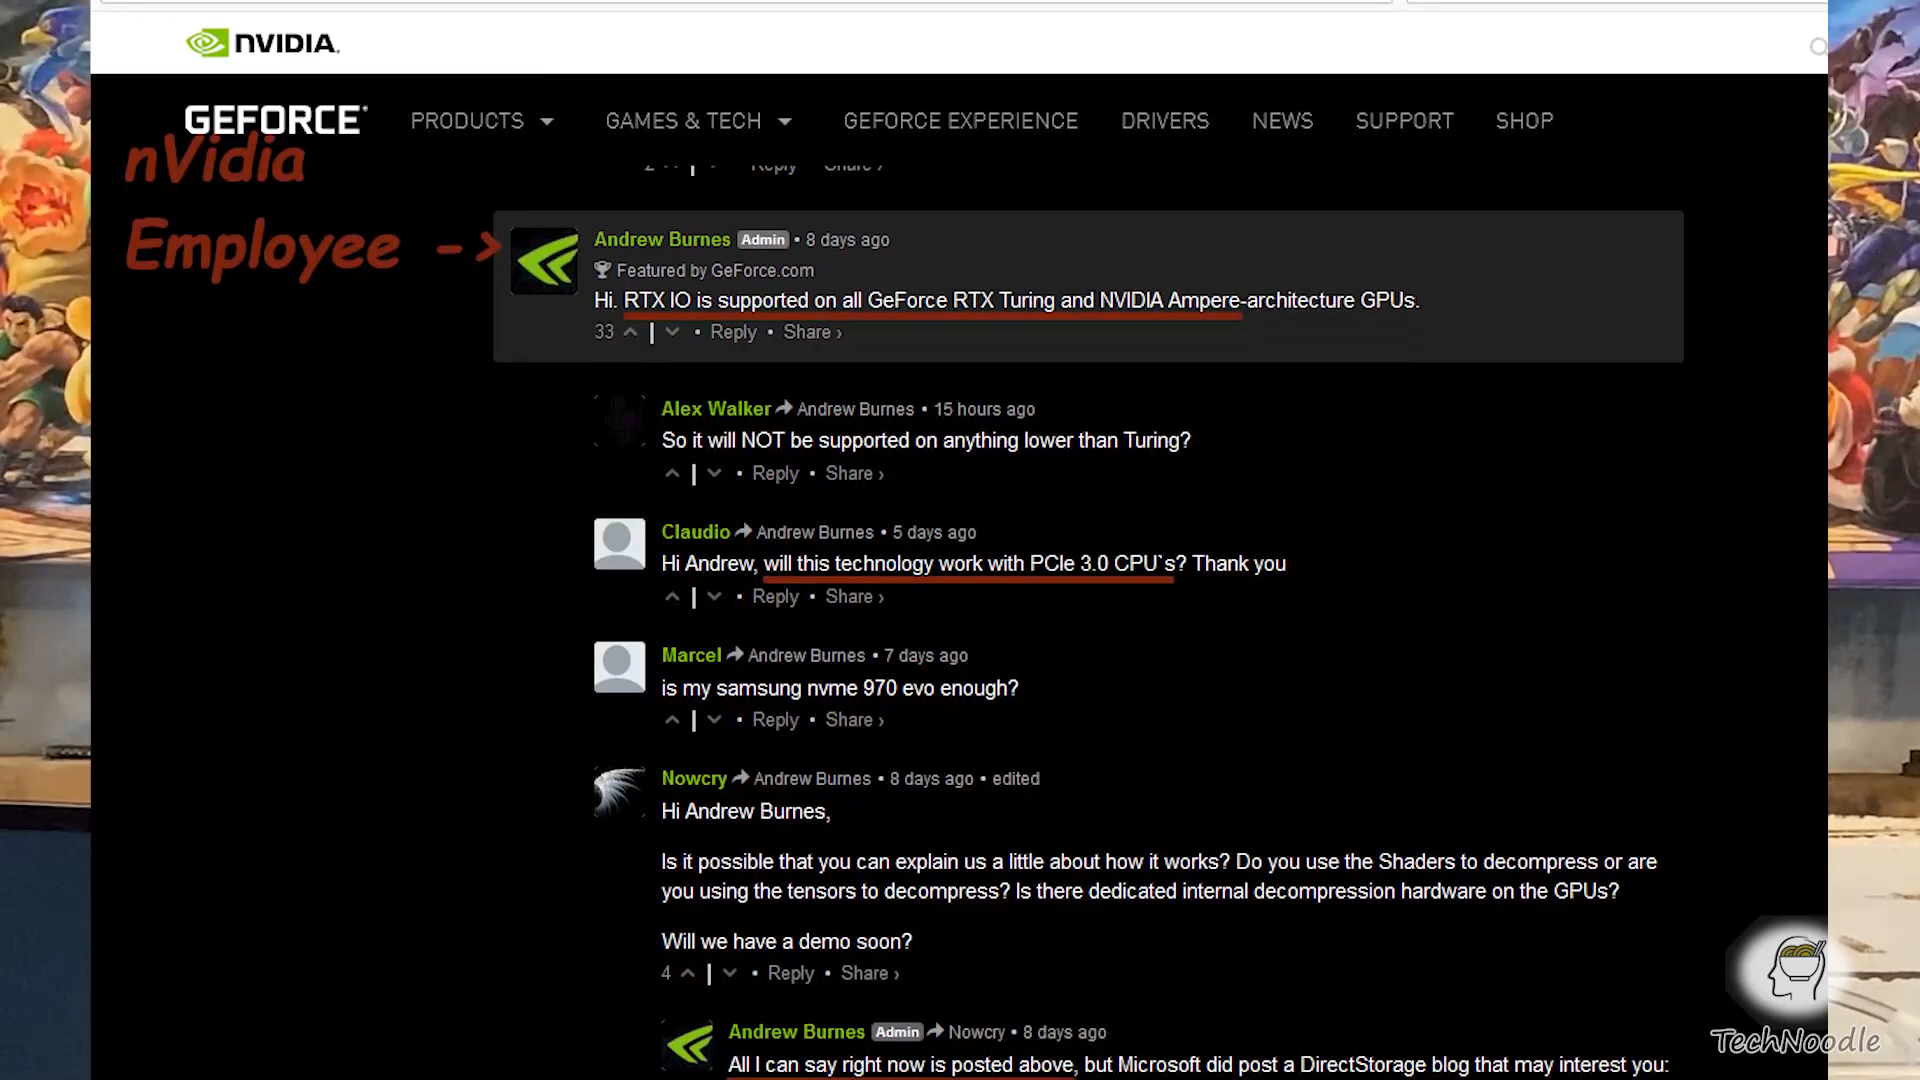 NVIDIA.
GEFORCE
PRODUCTS
GAMES & TECH
GEFORCE EXPERIENCE
DRIVERS
NEWS
SUPPORT
SHOP
nVidia
Employee ->
Reply Share ›
Andrew Burnes Admin • 8 days ago
Featured by GeForce.com
Hi. RTX IO is supported on all GeForce RTX Turing and NVIDIA Ampere-architecture GPUs.
33 | • Reply • Share ›
Alex Walker Andrew Burnes • 15 hours ago
So it will NOT be supported on anything lower than Turing?
| • Reply • Share ›
Claudio Andrew Burnes • 5 days ago
Hi Andrew, will this technology work with PCIe 3.0 CPU`s? Thank you
| • Reply • Share ›
Marcel Andrew Burnes • 7 days ago
is my samsung nvme 970 evo enough?
| • Reply • Share ›
Nowcry Andrew Burnes • 8 days ago • edited
Hi Andrew Burnes,
Is it possible that you can explain us a little about how it works? Do you use the Shaders to decompress or are
you using the tensors to decompress? Is there dedicated internal decompression hardware on the GPUs?
Will we have a demo soon?
4 | • Reply • Share ›
Andrew Burnes Admin Nowcry • 8 days ago
All I can say right now is posted above, but Microsoft did post a DirectStorage blog that may interest you:
TechNoodle